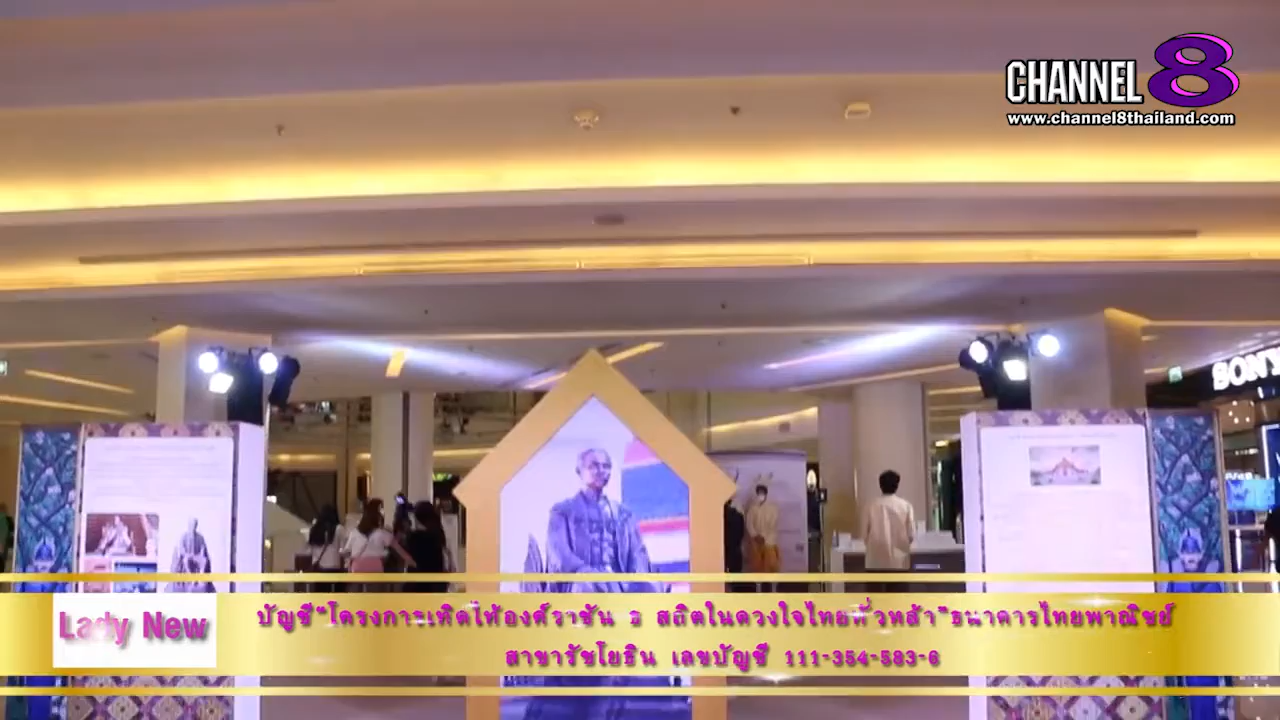 CHANNEL 8
www.channel8thailand.com
SONY
Lady New
บัญชี"โครงการเทิดไท้องค์ราชัน ธ สถิตในดวงใจไทยทั่วหล้า"ธนาคารไทยพาณิชย์
สาขารัชโยธิน เลขบัญชี 111-354-583-6